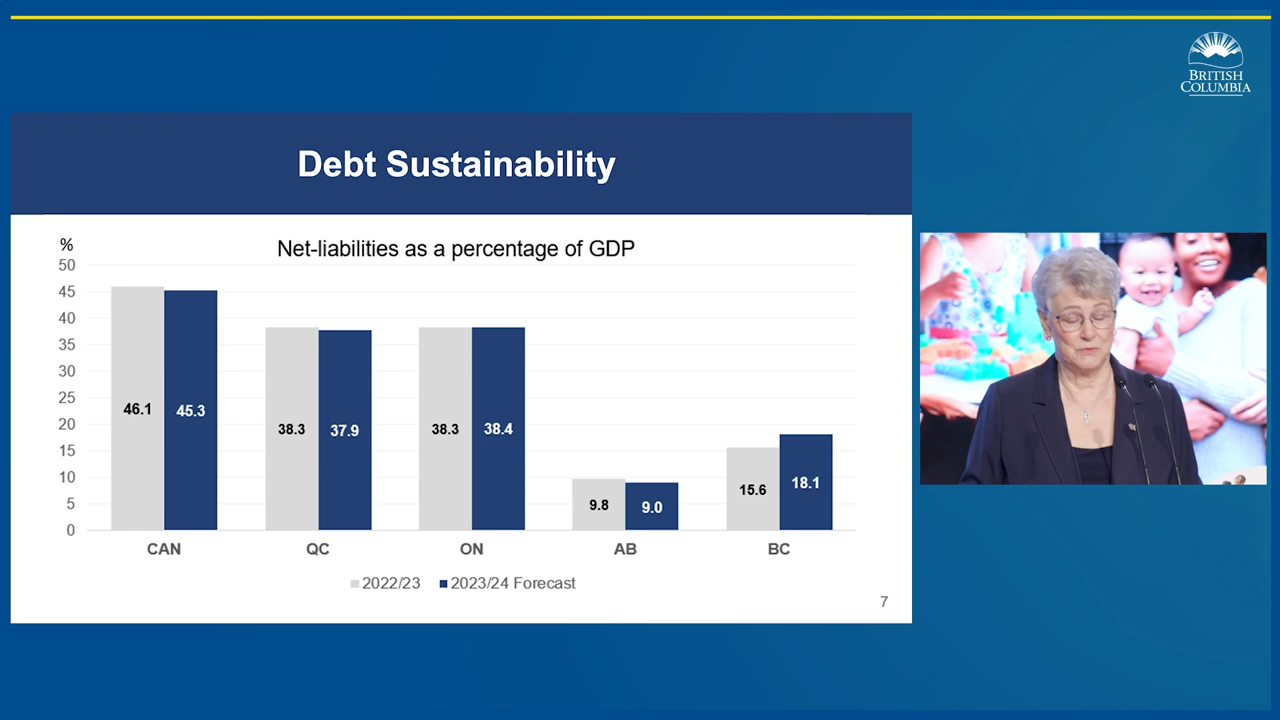 BRITISH
COLUMBIA
Debt Sustainability
%
Net-liabilities as a percentage of GDP
50
45
40
35
30
25
20
15
10
5
0
46.1
45.3
38.3
37.9
38.3
38.4
9.8
9.0
15.6
18.1
CAN
QC
ON
AB
BC
2022/23
2023/24 Forecast
7